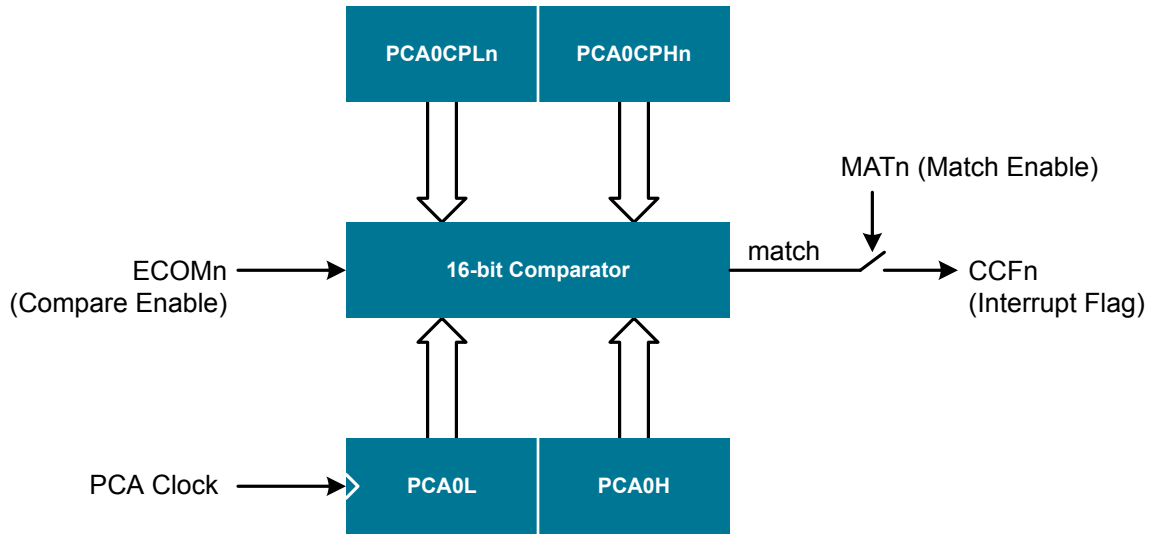 PCA0CPLn
PCA0CPHn
MATn (Match Enable)
ECOMn
(Compare Enable)
16-bit Comparator
match
CCFn
(Interrupt Flag)
PCA Clock
PCA0L
PCA0H